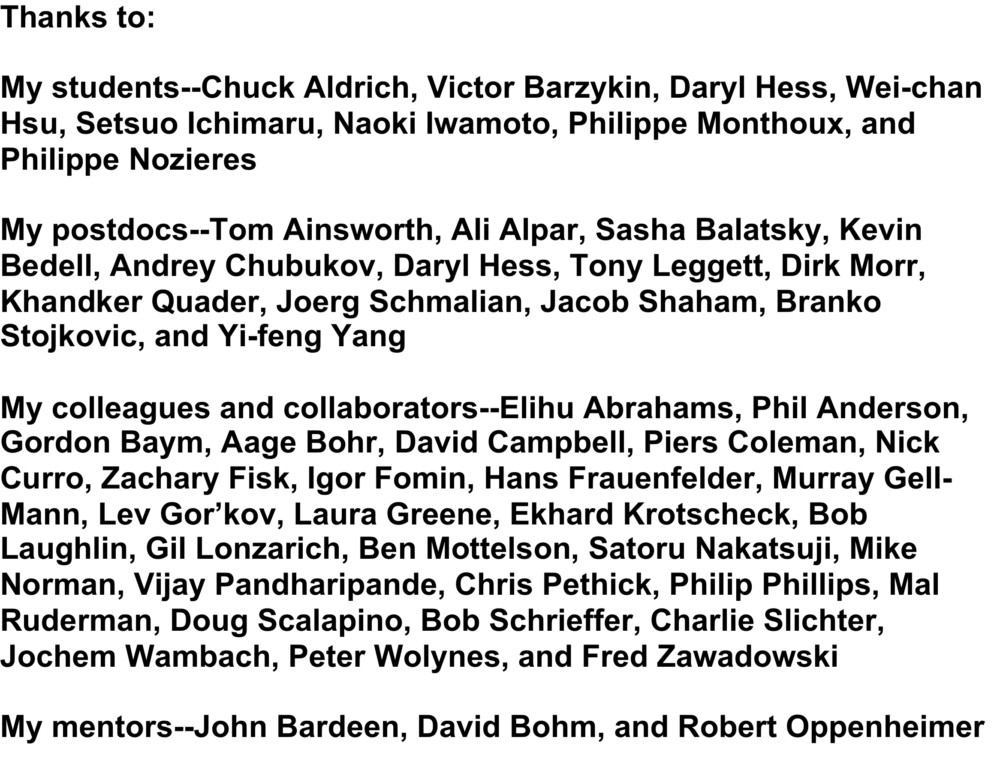 Thanks to:
My students--Chuck Aldrich, Victor Barzykin, Daryl Hess, Wei-chan
Hsu, Setsuo Ichimaru, Naoki Iwamoto, Philippe Monthoux, and
Philippe Nozieres
My postdocs--Tom Ainsworth, Ali Alpar, Sasha Balatsky, Kevin
Bedell, Andrey Chubukov, Daryl Hess, Tony Leggett, Dirk Morr,
Khandker Quader, Joerg Schmalian, Jacob Shaham, Branko
Stojkovic, and Yi-feng Yang
My colleagues and collaborators--Elihu Abrahams, Phil Anderson,
Gordon Baym, Aage Bohr, David Campbell, Piers Coleman, Nick
Curro, Zachary Fisk, Igor Fomin, Hans Frauenfelder, Murray Gell-
Mann, Lev Gor’kov, Laura Greene, Ekhard Krotscheck, Bob
Laughlin, Gil Lonzarich, Ben Mottelson, Satoru Nakatsuji, Mike
Norman, Vijay Pandharipande, Chris Pethick, Philip Phillips, Mal
Ruderman, Doug Scalapino, Bob Schrieffer, Charlie Slichter,
Jochem Wambach, Peter Wolynes, and Fred Zawadowski
My mentors--John Bardeen, David Bohm, and Robert Oppenheimer